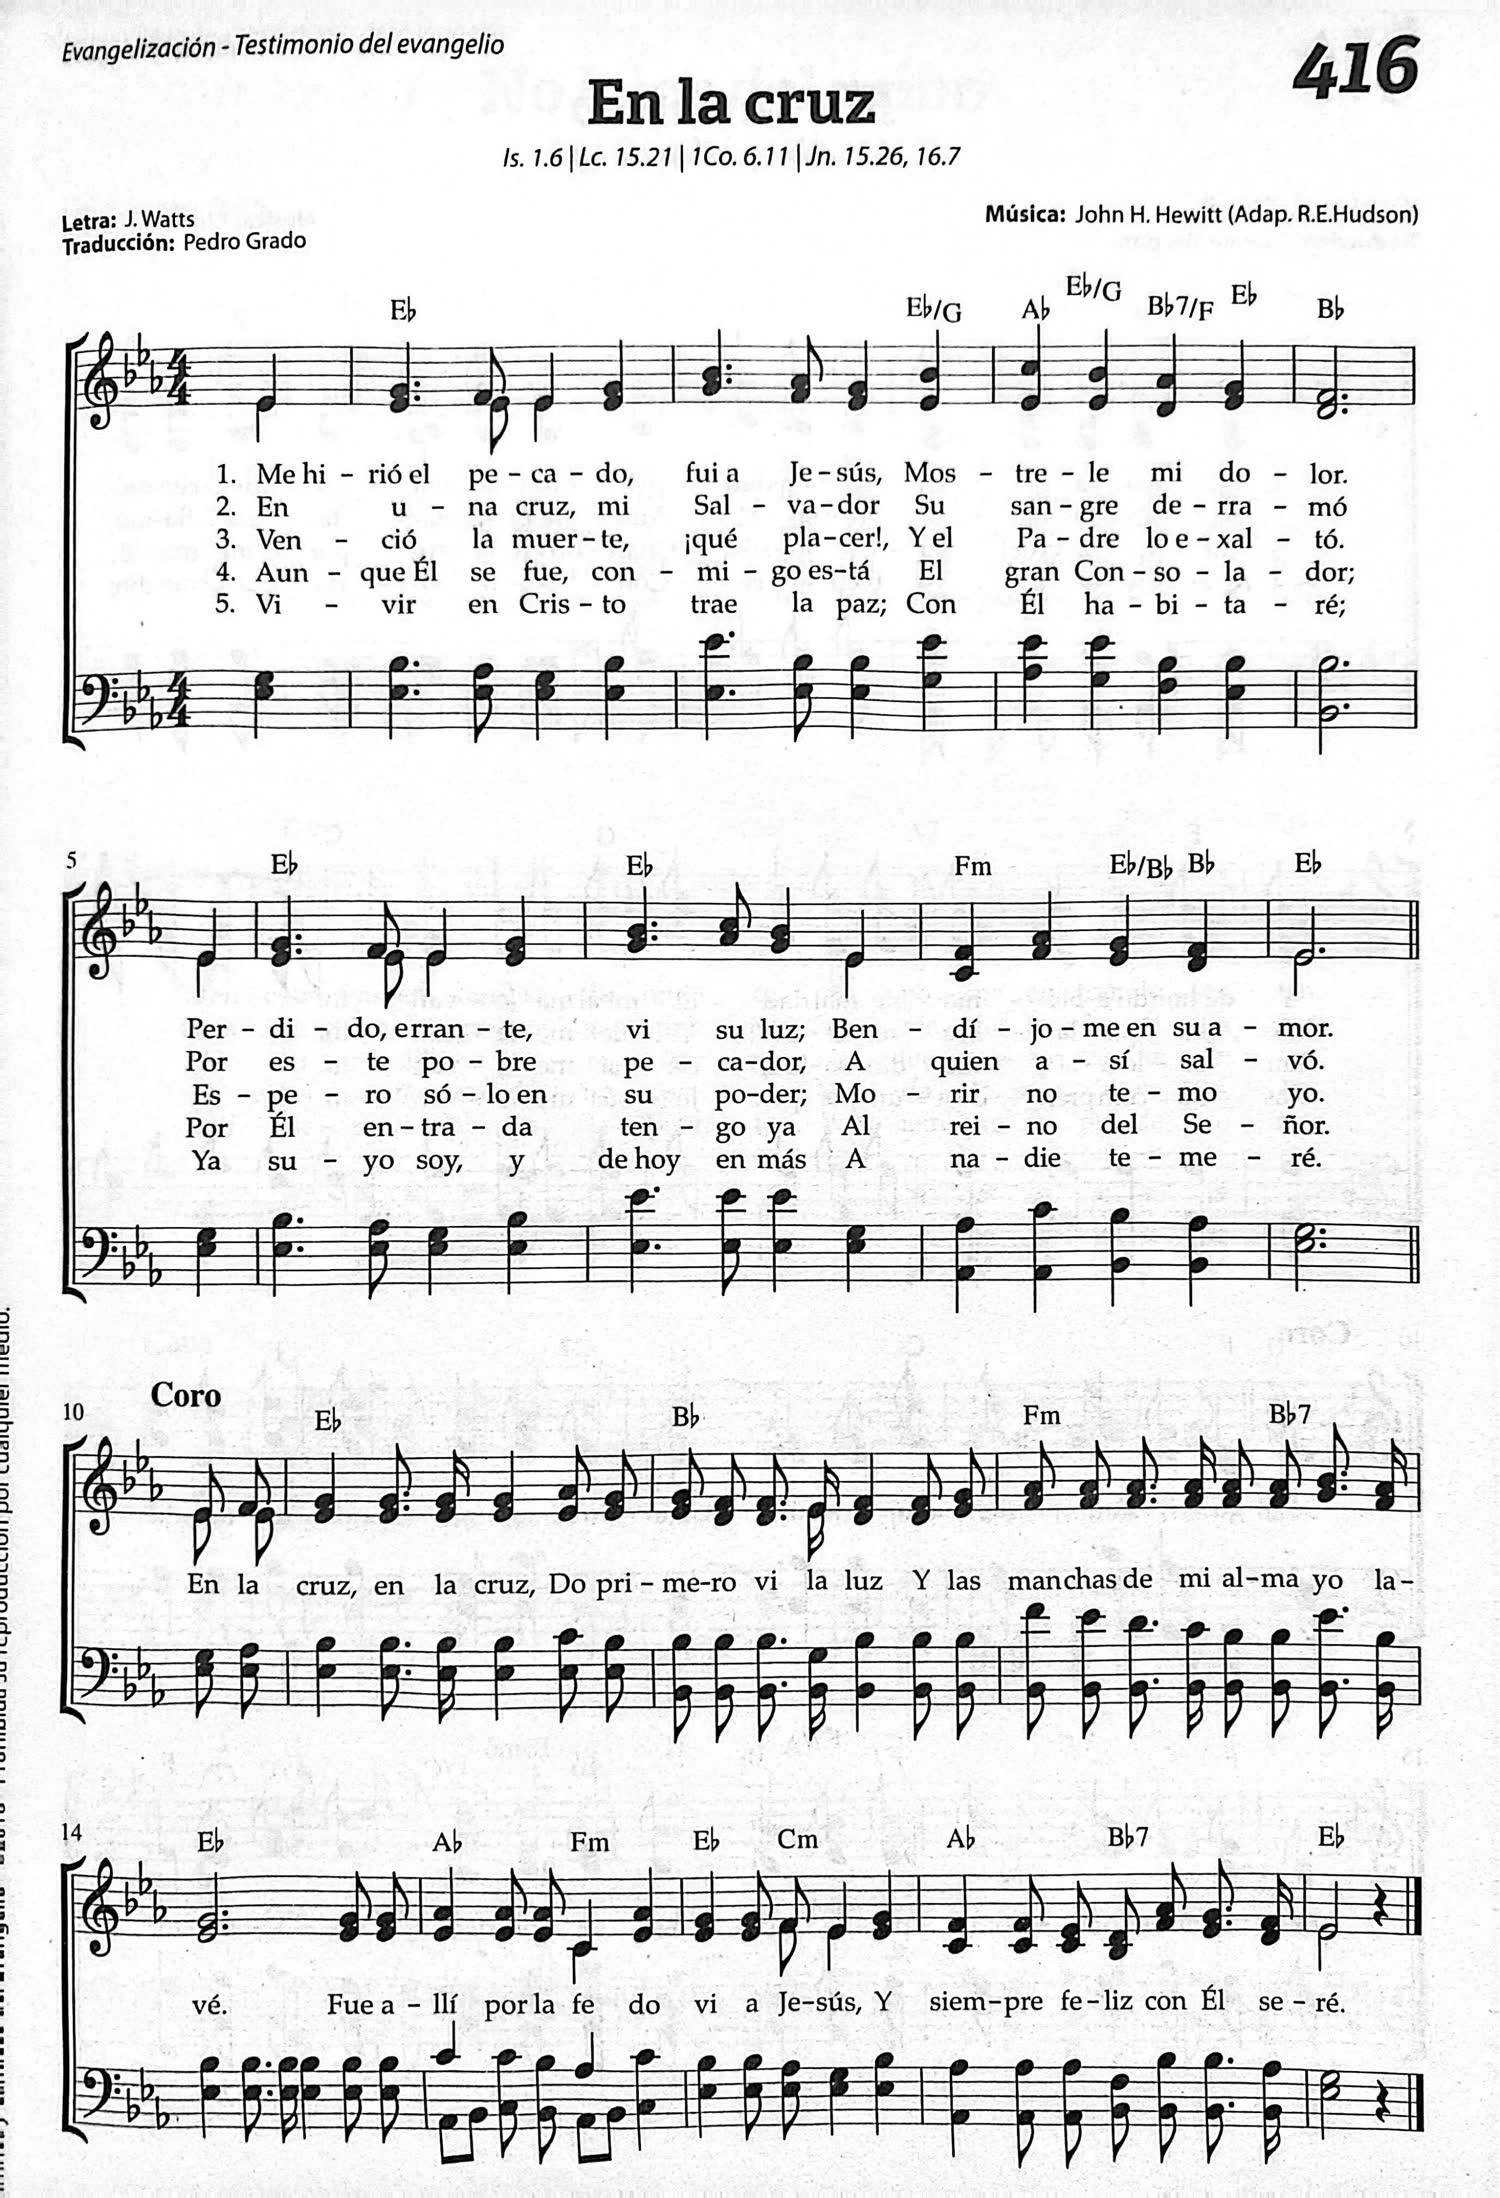 Evangelización - Testimonio del evangelio
416
En la cruz
Is. 1.6 | Lc. 15.21 | 1Co. 6.11 | Jn. 15.26, 16.7
Letra: J. Watts
Traducción: Pedro Grado
Música: John H. Hewitt (Adap. R.E.Hudson)
E♭ E♭/G A♭ E♭/G B♭7/F E♭ B♭
1. Me hi - rió el pe - ca - do, fui a Je - sús, Mos - tre - le mi do - lor.
2. En u - na cruz, mi Sal - va - dor Su san - gre de - rra - mó
3. Ven - ció la muer - te, ¡qué pla - cer!, Y el Pa - dre lo e - xal - tó.
4. Aun - que Él se fue, con - mi - go es - tá El gran Con - so - la - dor;
5. Vi - vir en Cris - to trae la paz; Con Él ha - bi - ta - ré;
5
E♭ E♭ Fm E♭/B♭ B♭ E♭
Per - di - do, erran - te, vi su luz; Ben - dí - jo - me en su a - mor.
Por es - te po - bre pe - ca - dor, A quien a - sí sal - vó.
Es - pe - ro só - lo en su po - der; Mo - rir no te - mo yo.
Por Él en - tra - da ten - go ya Al rei - no del Se - ñor.
Ya su - yo soy, y de hoy en más A na - die te - me - ré.
Coro
10
E♭ B♭ Fm B♭7
En la cruz, en la cruz, Do pri - me - ro vi la luz Y las manchas de mi al - ma yo la -
14
E♭ A♭ Fm E♭ Cm A♭ B♭7 E♭
vé. Fue a - llí por la fe do vi a Je - sús, Y siem - pre fe - liz con Él se - ré.
reproducción por cualquier medio.